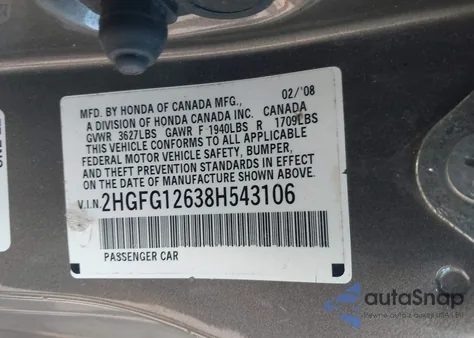 MFD. BY HONDA OF CANADA MFG., 02/'08
A DIVISION OF HONDA CANADA INC. CANADA
GVWR 3627LBS GAWR F 1940LBS R 1709LBS
THIS VEHICLE CONFORMS TO ALL APPLICABLE
FEDERAL MOTOR VEHICLE SAFETY, BUMPER,
AND THEFT PREVENTION STANDARDS IN EFFECT
ON THE DATE OF MANUFACTURE SHOWN ABOVE.
V.I.N. 2HGFG12638H543106
PASSENGER CAR
autoSnap